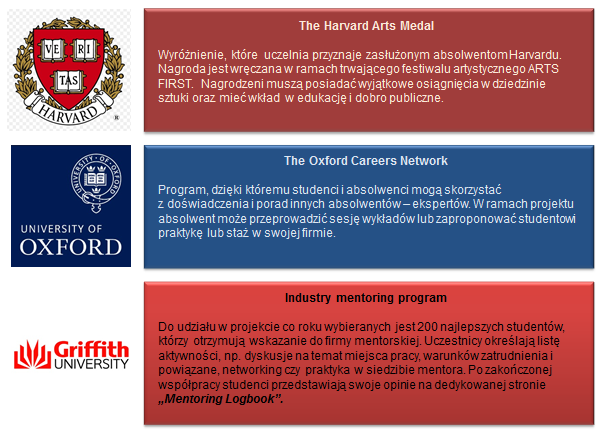 VE RI
TAS
HARVARD
®
The Harvard Arts Medal
Wyróżnienie, które uczelnia przyznaje zasłużonym absolwentom Harvardu.
Nagroda jest wręczana w ramach trwającego festiwalu artystycznego ARTS
FIRST. Nagrodzeni muszą posiadać wyjątkowe osiągnięcia w dziedzinie
sztuki oraz mieć wkład w edukację i dobro publiczne.
UNIVERSITY OF
OXFORD
The Oxford Careers Network
Program, dzięki któremu studenci i absolwenci mogą skorzystać
z doświadczenia i porad innych absolwentów – ekspertów. W ramach projektu
absolwent może przeprowadzić sesję wykładów lub zaproponować studentowi
praktykę lub staż w swojej firmie.
Griffith
UNIVERSITY
Industry mentoring program
Do udziału w projekcie co roku wybieranych jest 200 najlepszych studentów,
którzy otrzymują wskazanie do firmy mentorskiej. Uczestnicy określają listę
aktywności, np. dyskusje na temat miejsca pracy, warunków zatrudnienia i
powiązane, networking czy praktyka w siedzibie mentora. Po zakończonej
współpracy studenci przedstawiają swoje opinie na dedykowanej stronie
„Mentoring Logbook”.